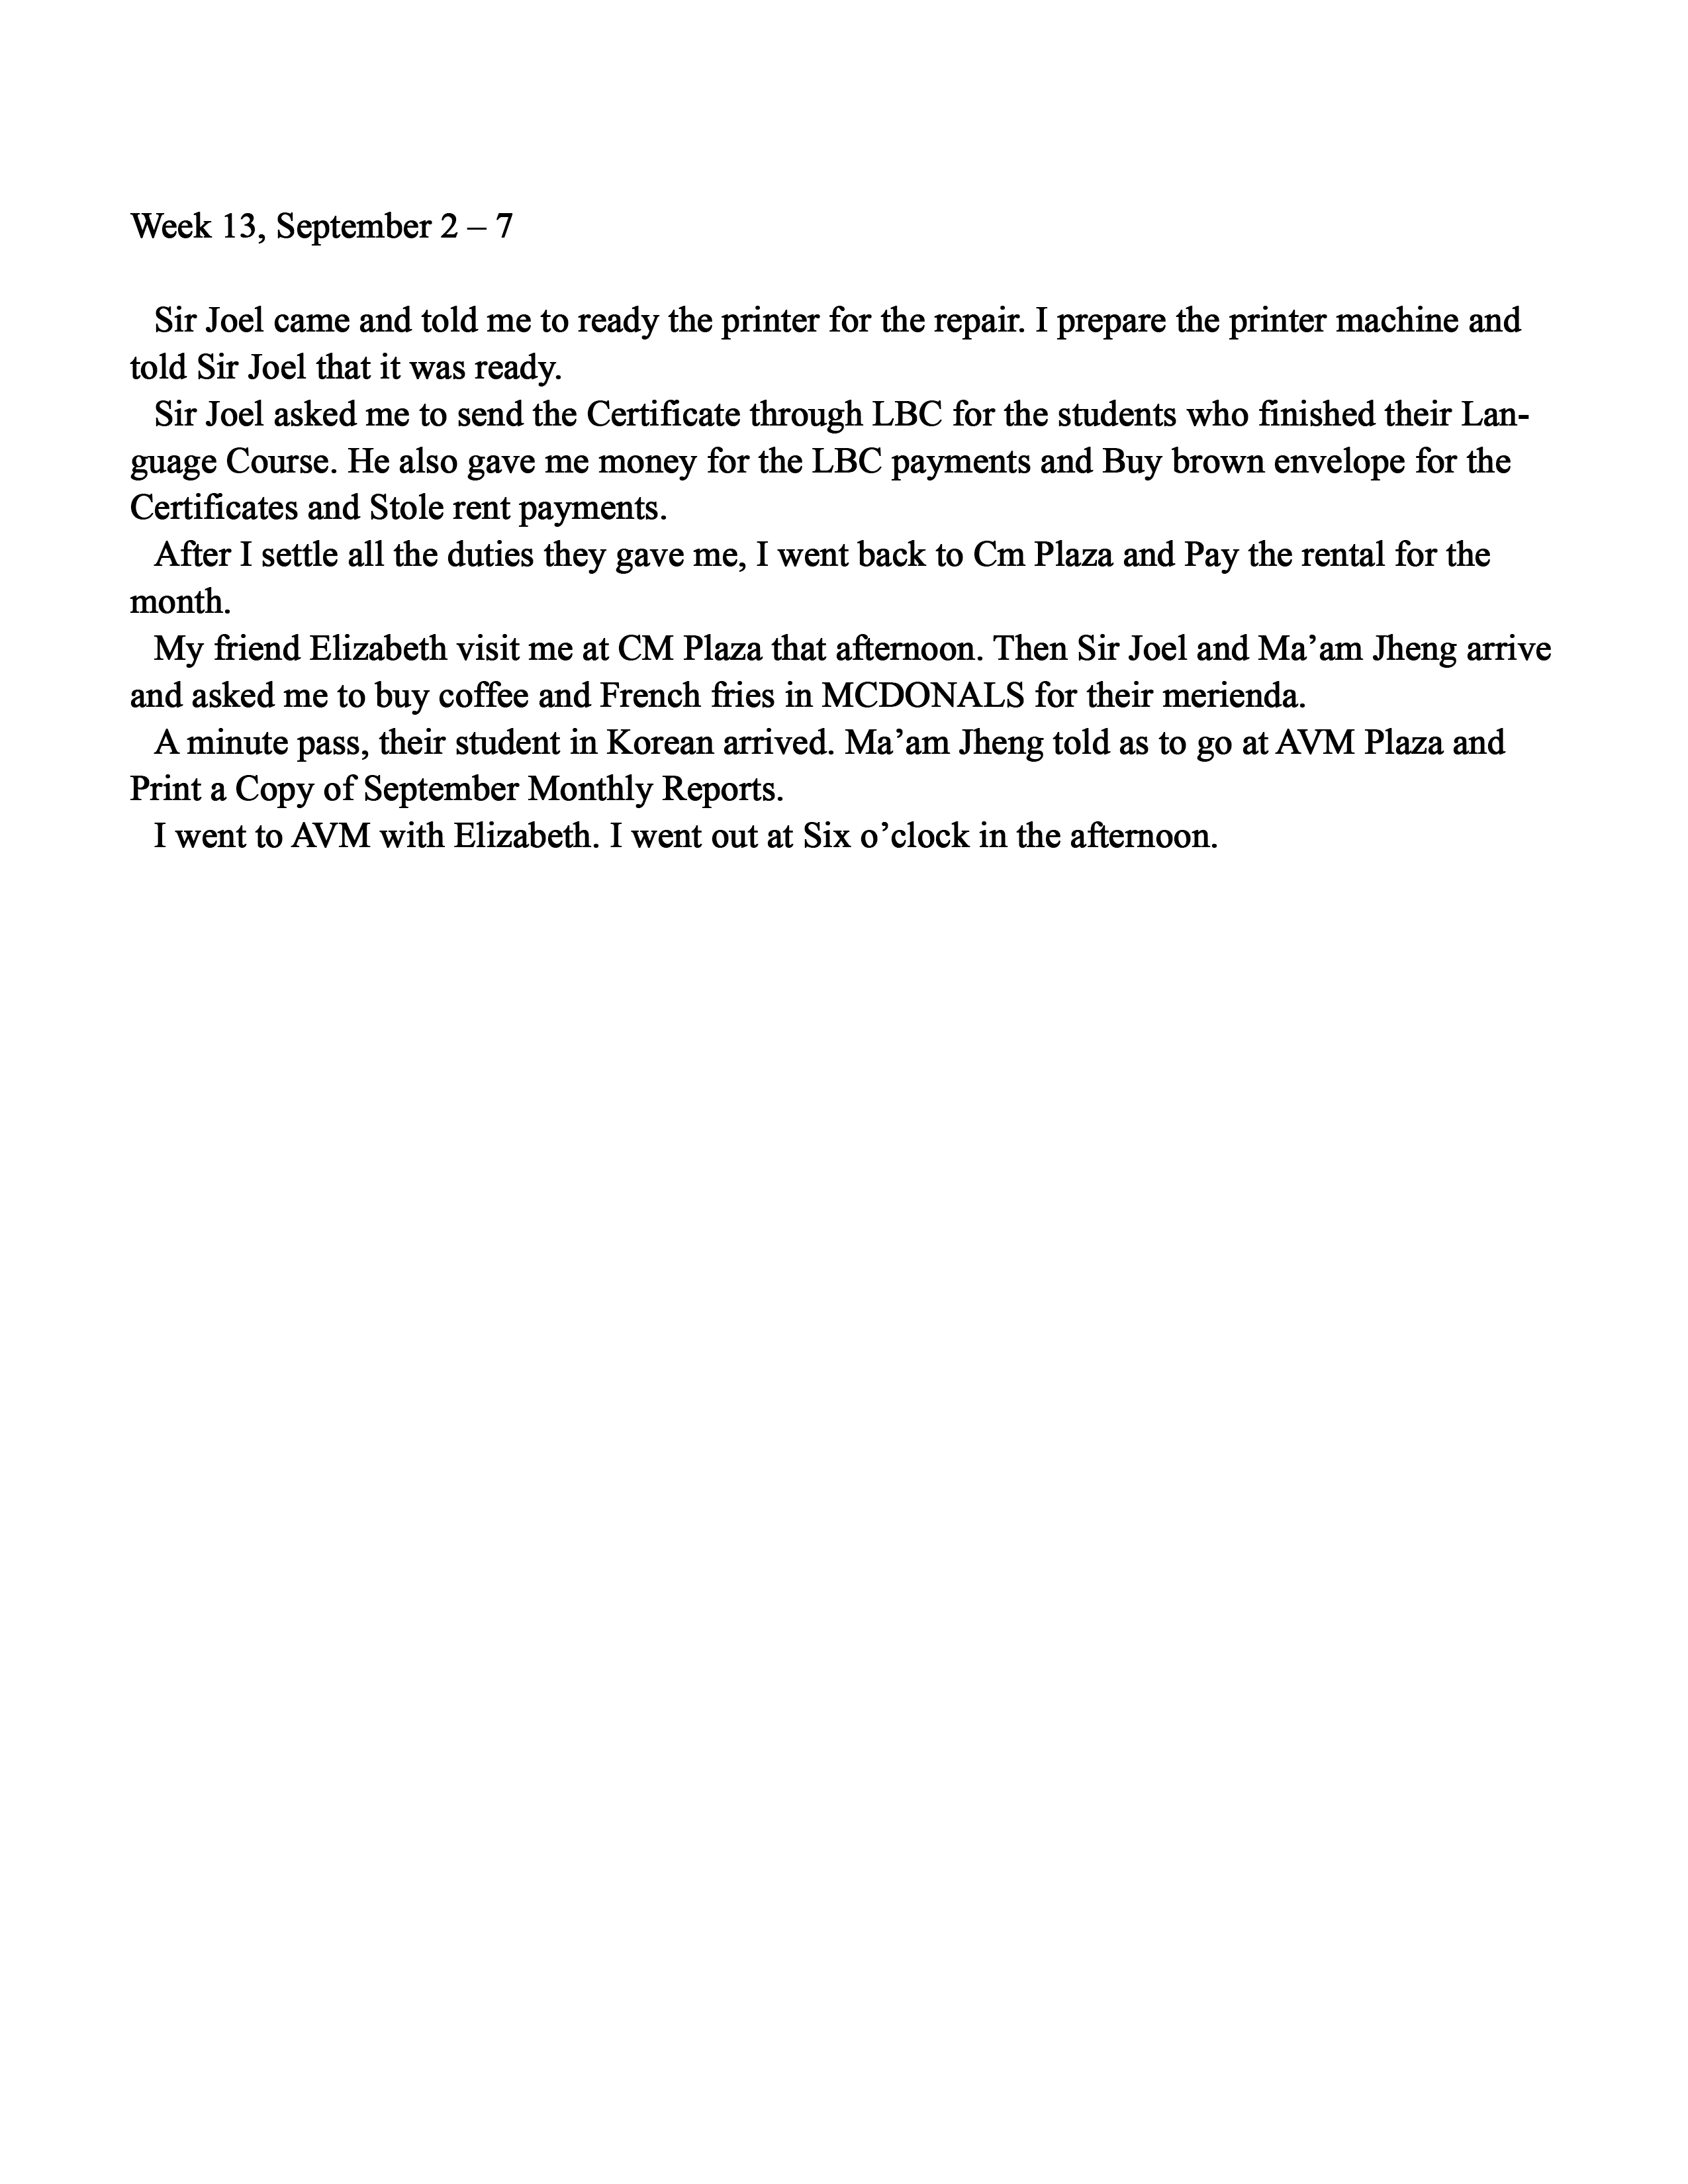 Week 13, September 2 – 7
Sir Joel came and told me to ready the printer for the repair. I prepare the printer machine and
told Sir Joel that it was ready.
Sir Joel asked me to send the Certificate through LBC for the students who finished their Lan-
guage Course. He also gave me money for the LBC payments and Buy brown envelope for the
Certificates and Stole rent payments.
After I settle all the duties they gave me, I went back to Cm Plaza and Pay the rental for the
month.
My friend Elizabeth visit me at CM Plaza that afternoon. Then Sir Joel and Ma’am Jheng arrive
and asked me to buy coffee and French fries in MCDONALS for their merienda.
A minute pass, their student in Korean arrived. Ma’am Jheng told as to go at AVM Plaza and
Print a Copy of September Monthly Reports.
I went to AVM with Elizabeth. I went out at Six o’clock in the afternoon.